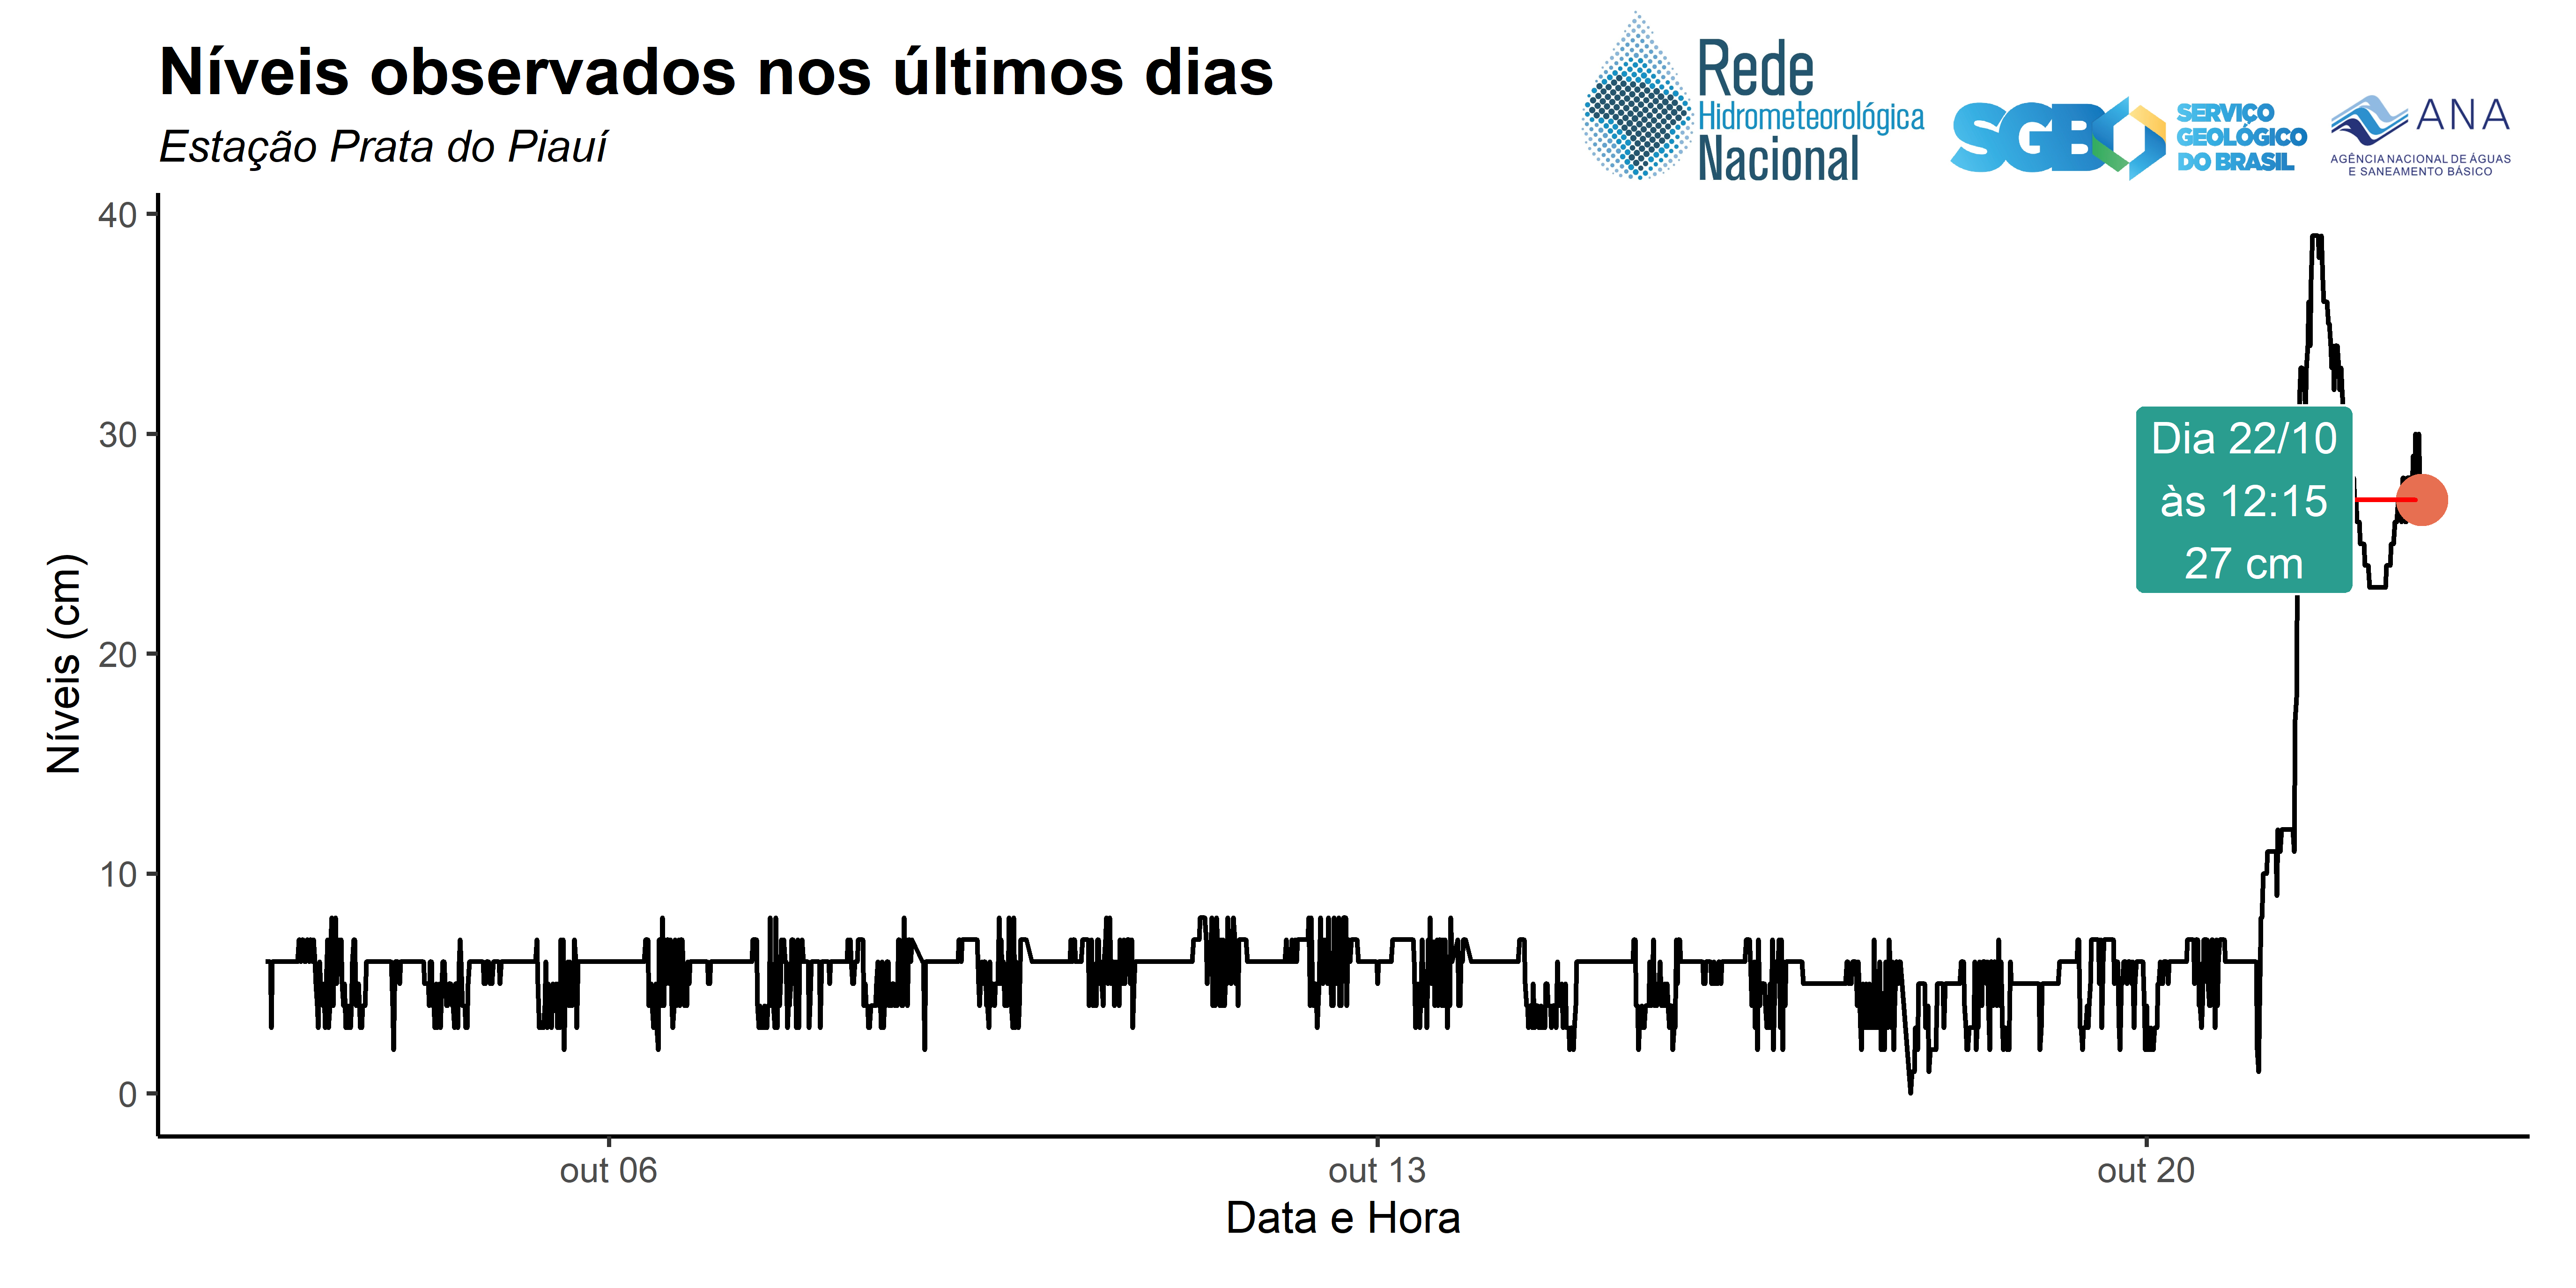 Níveis observados nos últimos dias
Estação Prata do Piauí
Rede
Hidrometeorológica
Nacional
SGB
SERVIÇO
GEOLÓGICO
DO BRASIL
ANA
AGÊNCIA NACIONAL DE ÁGUAS
E SANEAMENTO BÁSICO
Níveis (cm)
40
30
20
10
0
Dia 22/10
às 12:15
27 cm
out 06
out 13
out 20
Data e Hora